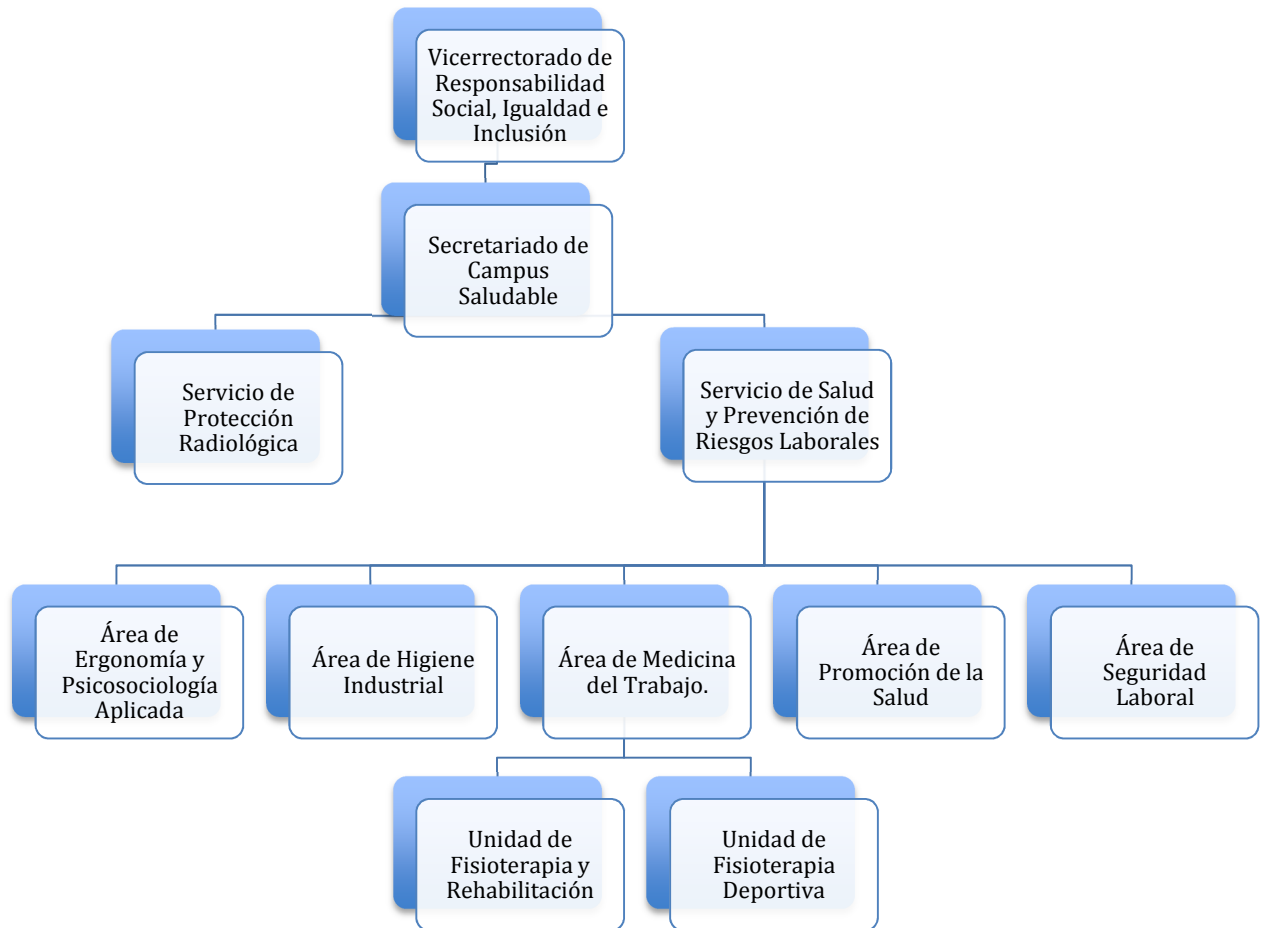 Vicerrectorado de
Responsabilidad
Social, Igualdad e
Inclusión
Secretariado de
Campus
Saludable
Servicio de
Protección
Radiológica
Servicio de Salud
y Prevención de
Riesgos Laborales
Área de
Ergonomía y
Psicosociología
Aplicada
Área de Higiene
Industrial
Área de Medicina
del Trabajo.
Área de
Promoción de la
Salud
Área de
Seguridad
Laboral
Unidad de
Fisioterapia y
Rehabilitación
Unidad de
Fisioterapia
Deportiva